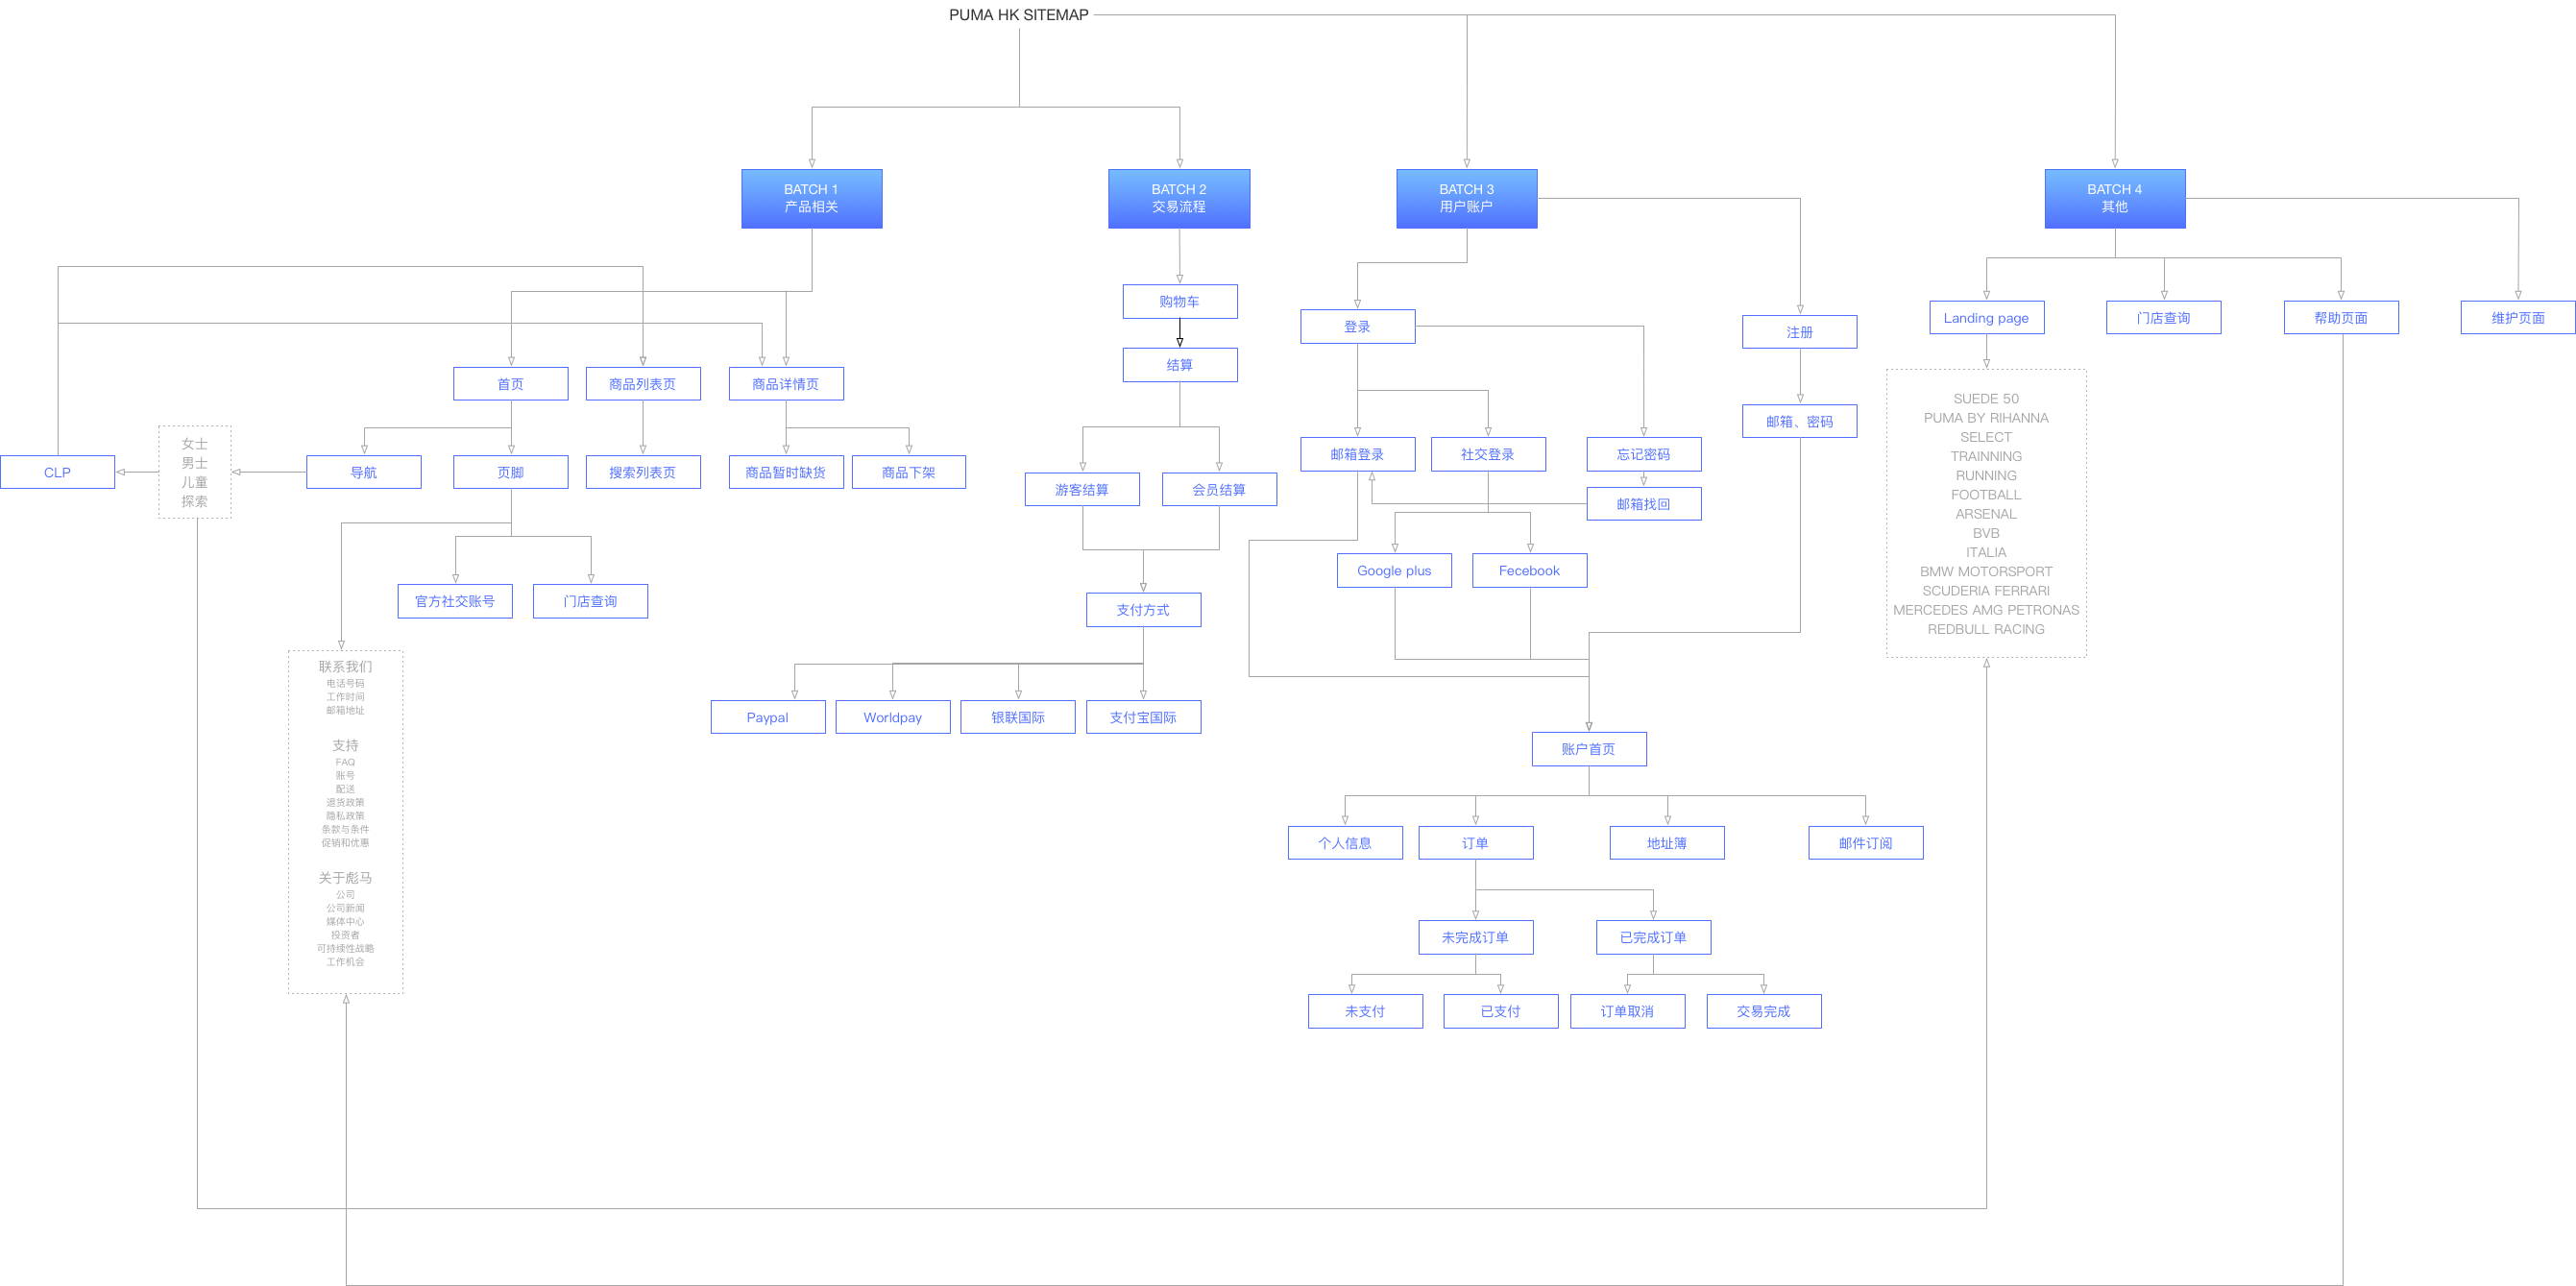 PUMA HK SITEMAP
BATCH 1
产品相关
BATCH 2
交易流程
BATCH 3
用户账户
BATCH 4
其他
首页
商品列表页
商品详情页
CLP
女士
男士
儿童
探索
导航
页脚
搜索列表页
商品暂时缺货
商品下架
官方社交账号
门店查询
联系我们
电话号码
工作时间
邮箱地址
支持
FAQ
账号
配送
退货政策
隐私政策
条款与条件
促销和优惠
关于彪马
公司
公司新闻
媒体中心
投资者
可持续性战略
工作机会
购物车
结算
游客结算
会员结算
支付方式
Paypal
Worldpay
银联国际
支付宝国际
登录
注册
邮箱、密码
邮箱登录
社交登录
忘记密码
邮箱找回
Google plus
Fecebook
账户首页
个人信息
订单
地址簿
邮件订阅
未完成订单
已完成订单
未支付
已支付
订单取消
交易完成
Landing page
门店查询
帮助页面
维护页面
SUEDE 50
PUMA BY RIHANNA
SELECT
TRAINNING
RUNNING
FOOTBALL
ARSENAL
BVB
ITALIA
BMW MOTORSPORT
SCUDERIA FERRARI
MERCEDES AMG PETRONAS
REDBULL RACING